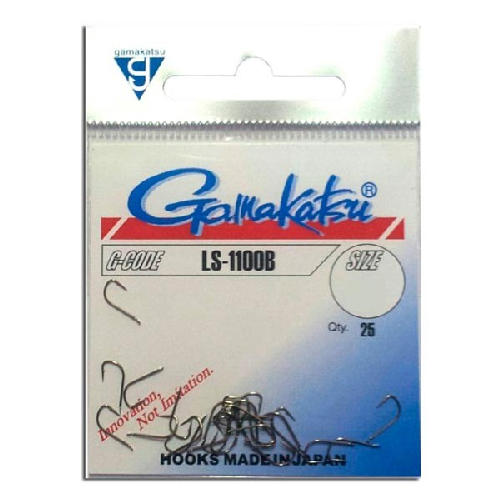 gamakatsu
g
Gamakatsu®
G-CODE LS-1100B SIZE
Qty. 25
Innovation,
Not Imitation.
HOOKS MADE IN JAPAN